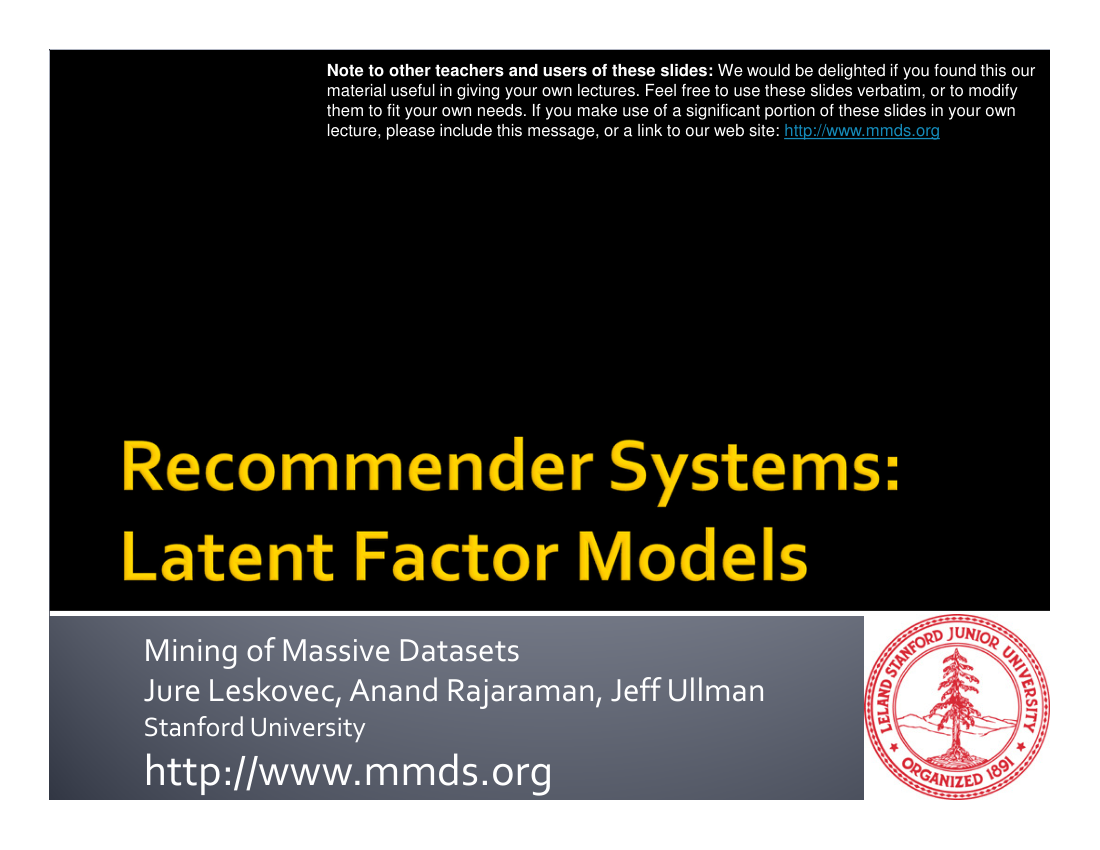 Note to other teachers and users of these slides: We would be delighted if you found this our
material useful in giving your own lectures. Feel free to use these slides verbatim, or to modify
them to fit your own needs. If you make use of a significant portion of these slides in your own
lecture, please include this message, or a link to our web site: http://www.mmds.org
Recommender Systems:
Latent Factor Models
Mining of Massive Datasets
Jure Leskovec, Anand Rajaraman, Jeff Ullman
Stanford University
http://www.mmds.org
LELAND STANFORD JUNIOR UNIVERSITY
ORGANIZED 1891